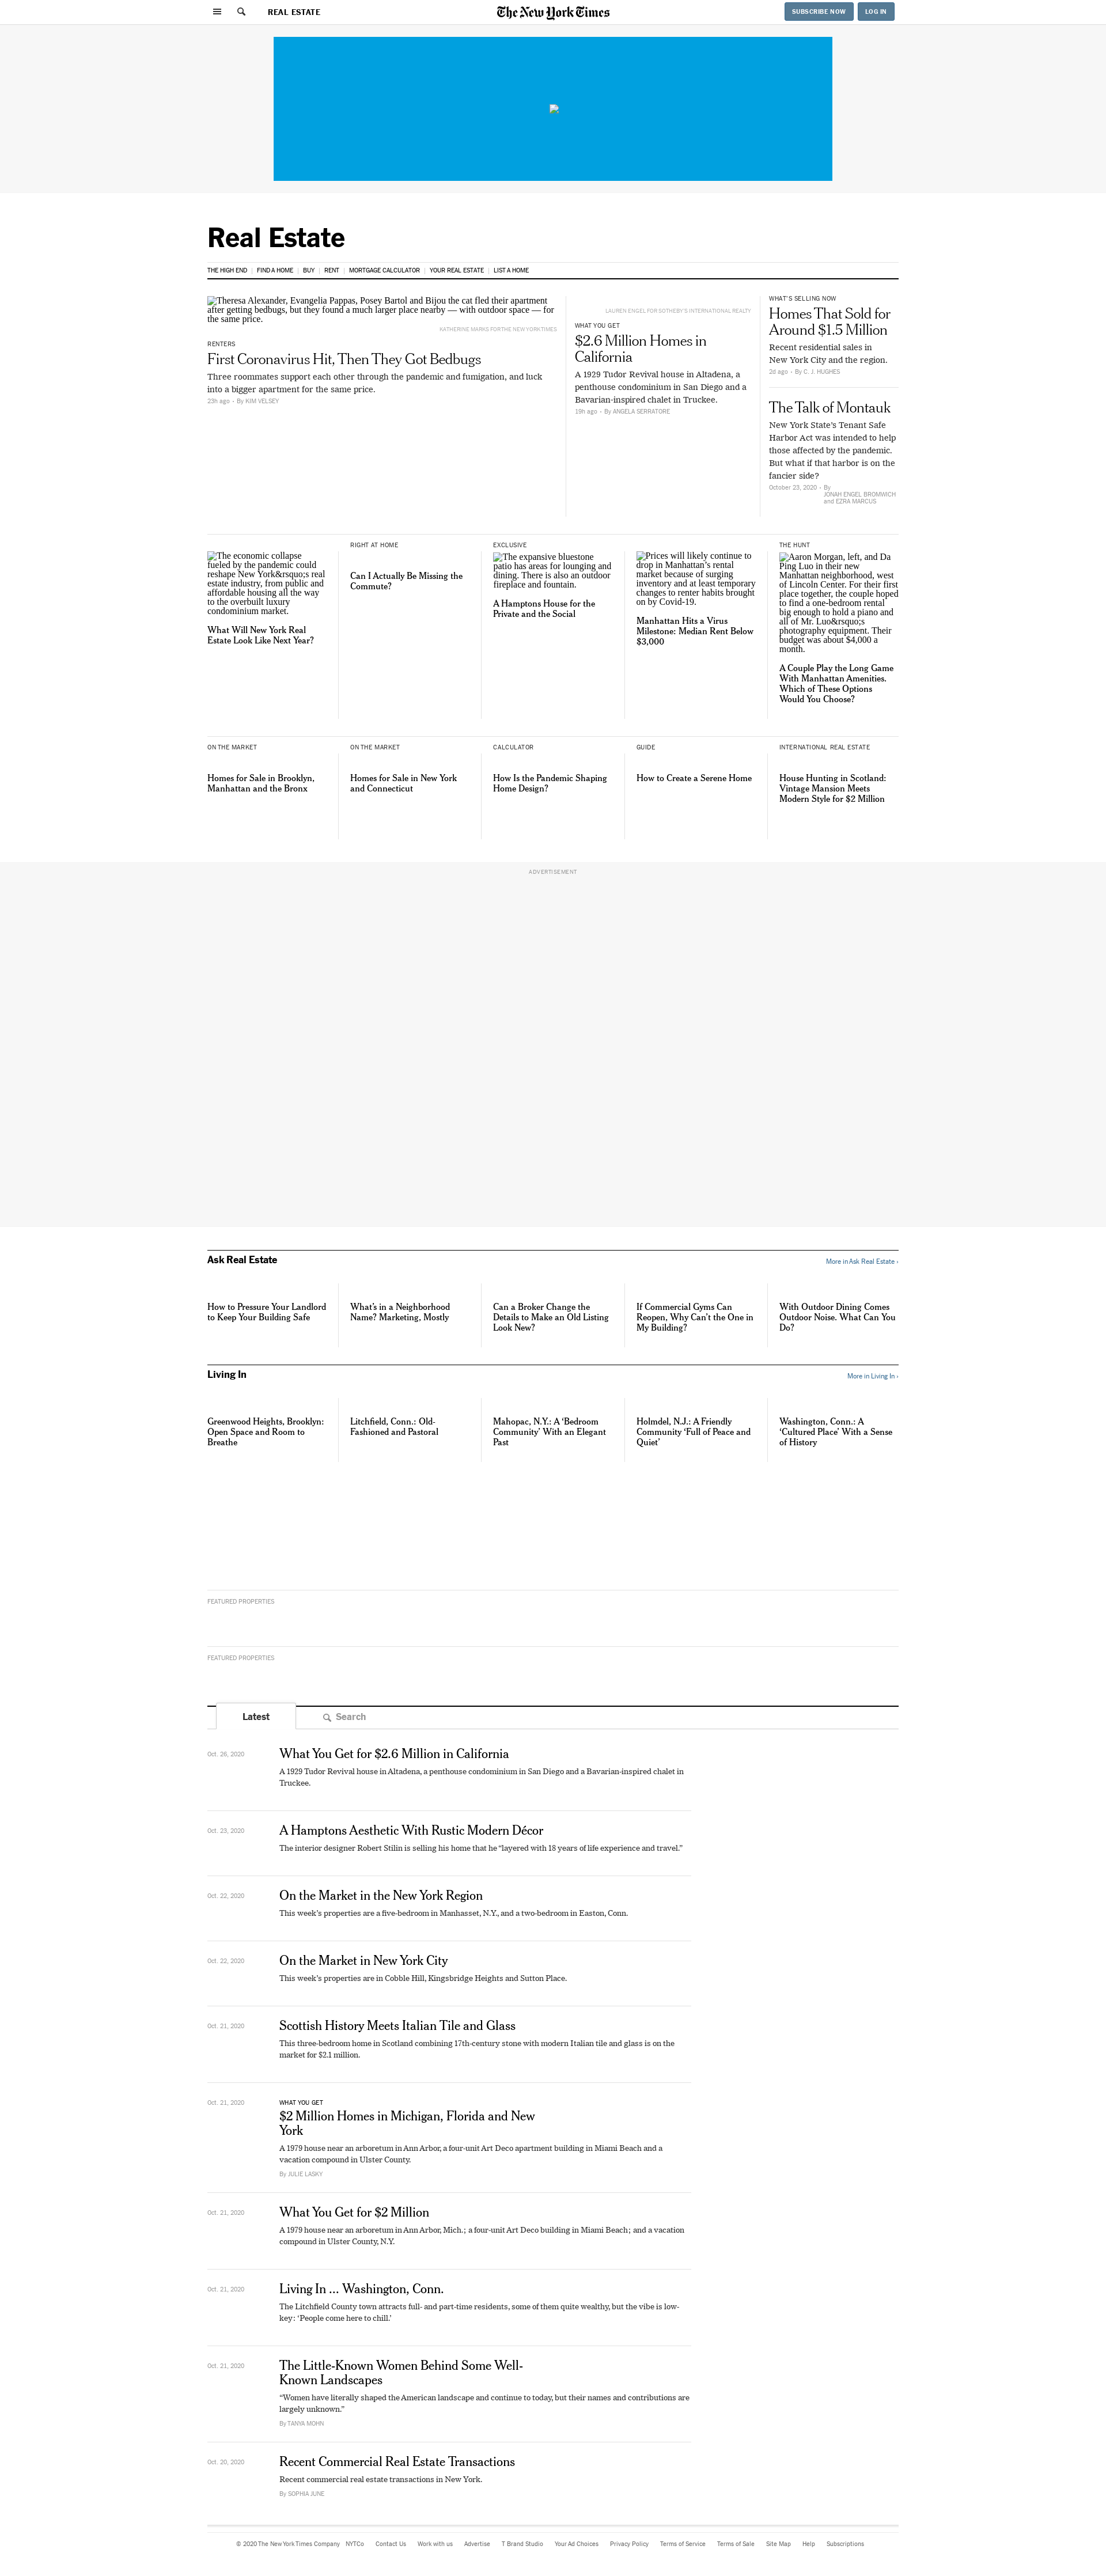 REAL ESTATE
The New York Times
SUBSCRIBE NOW
LOG IN
Real Estate
THE HIGH END
FIND A HOME
BUY
RENT
MORTGAGE CALCULATOR
YOUR REAL ESTATE
LIST A HOME
Theresa Alexander, Evangelia Pappas, Posey Bartol and Bijou the cat fled their apartment
after getting bedbugs, but they found a much larger place nearby — with outdoor space — for
the same price.
KATHERINE MARKS FOR THE NEW YORK TIMES
RENTERS
First Coronavirus Hit, Then They Got Bedbugs
Three roommates support each other through the pandemic and fumigation, and luck
into a bigger apartment for the same price.
23h ago • By KIM VELSEY
LAUREN ENGEL FOR SOTHEBY'S INTERNATIONAL REALTY
WHAT YOU GET
$2.6 Million Homes in
California
A 1929 Tudor Revival house in Altadena, a
penthouse condominium in San Diego and a
Bavarian-inspired chalet in Truckee.
19h ago • By ANGELA SERRATORE
WHAT'S SELLING NOW
Homes That Sold for
Around $1.5 Million
Recent residential sales in
New York City and the region.
2d ago • By C. J. HUGHES
The Talk of Montauk
New York State’s Tenant Safe
Harbor Act was intended to help
those affected by the pandemic.
But what if that harbor is on the
fancier side?
October 23, 2020 • By
JONAH ENGEL BROMWICH
and EZRA MARCUS
The economic collapse
fueled by the pandemic could
reshape New York&rsquo;s real
estate industry, from public and
affordable housing all the way
to the overbuilt luxury
condominium market.
What Will New York Real
Estate Look Like Next Year?
RIGHT AT HOME
Can I Actually Be Missing the
Commute?
EXCLUSIVE
The expansive bluestone
patio has areas for lounging and
dining. There is also an outdoor
fireplace and fountain.
A Hamptons House for the
Private and the Social
Prices will likely continue to
drop in Manhattan’s rental
market because of surging
inventory and at least temporary
changes to renter habits brought
on by Covid-19.
Manhattan Hits a Virus
Milestone: Median Rent Below
$3,000
THE HUNT
Aaron Morgan, left, and Da
Ping Luo in their new
Manhattan neighborhood, west
of Lincoln Center. For their first
place together, the couple hoped
to find a one-bedroom rental
big enough to hold a piano and
all of Mr. Luo&rsquo;s
photography equipment. Their
budget was about $4,000 a
month.
A Couple Play the Long Game
With Manhattan Amenities.
Which of These Options
Would You Choose?
ON THE MARKET
Homes for Sale in Brooklyn,
Manhattan and the Bronx
ON THE MARKET
Homes for Sale in New York
and Connecticut
CALCULATOR
How Is the Pandemic Shaping
Home Design?
GUIDE
How to Create a Serene Home
INTERNATIONAL REAL ESTATE
House Hunting in Scotland:
Vintage Mansion Meets
Modern Style for $2 Million
ADVERTISEMENT
Ask Real Estate
More in Ask Real Estate ›
How to Pressure Your Landlord
to Keep Your Building Safe
What’s in a Neighborhood
Name? Marketing, Mostly
Can a Broker Change the
Details to Make an Old Listing
Look New?
If Commercial Gyms Can
Reopen, Why Can’t the One in
My Building?
With Outdoor Dining Comes
Outdoor Noise. What Can You
Do?
Living In
More in Living In ›
Greenwood Heights, Brooklyn:
Open Space and Room to
Breathe
Litchfield, Conn.: Old-
Fashioned and Pastoral
Mahopac, N.Y.: A ‘Bedroom
Community’ With an Elegant
Past
Holmdel, N.J.: A Friendly
Community ‘Full of Peace and
Quiet’
Washington, Conn.: A
‘Cultured Place’ With a Sense
of History
FEATURED PROPERTIES
FEATURED PROPERTIES
Latest
Search
Oct. 26, 2020
What You Get for $2.6 Million in California
A 1929 Tudor Revival house in Altadena, a penthouse condominium in San Diego and a Bavarian-inspired chalet in
Truckee.
Oct. 23, 2020
A Hamptons Aesthetic With Rustic Modern Décor
The interior designer Robert Stilin is selling his home that he “layered with 18 years of life experience and travel.”
Oct. 22, 2020
On the Market in the New York Region
This week’s properties are a five-bedroom in Manhasset, N.Y., and a two-bedroom in Easton, Conn.
Oct. 22, 2020
On the Market in New York City
This week’s properties are in Cobble Hill, Kingsbridge Heights and Sutton Place.
Oct. 21, 2020
Scottish History Meets Italian Tile and Glass
This three-bedroom home in Scotland combining 17th-century stone with modern Italian tile and glass is on the
market for $2.1 million.
Oct. 21, 2020
WHAT YOU GET
$2 Million Homes in Michigan, Florida and New
York
A 1979 house near an arboretum in Ann Arbor, a four-unit Art Deco apartment building in Miami Beach and a
vacation compound in Ulster County.
By JULIE LASKY
Oct. 21, 2020
What You Get for $2 Million
A 1979 house near an arboretum in Ann Arbor, Mich.; a four-unit Art Deco building in Miami Beach; and a vacation
compound in Ulster County, N.Y.
Oct. 21, 2020
Living In ... Washington, Conn.
The Litchfield County town attracts full- and part-time residents, some of them quite wealthy, but the vibe is low-
key: ‘People come here to chill.’
Oct. 21, 2020
The Little-Known Women Behind Some Well-
Known Landscapes
“Women have literally shaped the American landscape and continue to today, but their names and contributions are
largely unknown.”
By TANYA MOHN
Oct. 20, 2020
Recent Commercial Real Estate Transactions
Recent commercial real estate transactions in New York.
By SOPHIA JUNE
© 2020 The New York Times Company
NYTCo
Contact Us
Work with us
Advertise
T Brand Studio
Your Ad Choices
Privacy Policy
Terms of Service
Terms of Sale
Site Map
Help
Subscriptions